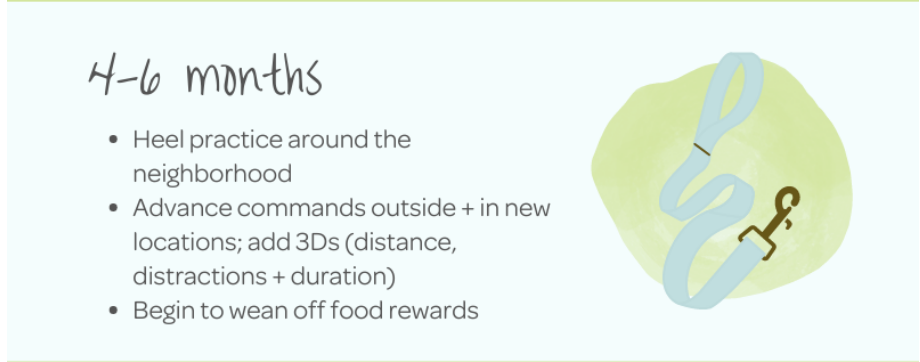 4-6 months
• Heel practice around the
neighborhood
• Advance commands outside + in new
locations; add 3Ds (distance,
distractions + duration)
• Begin to wean off food rewards